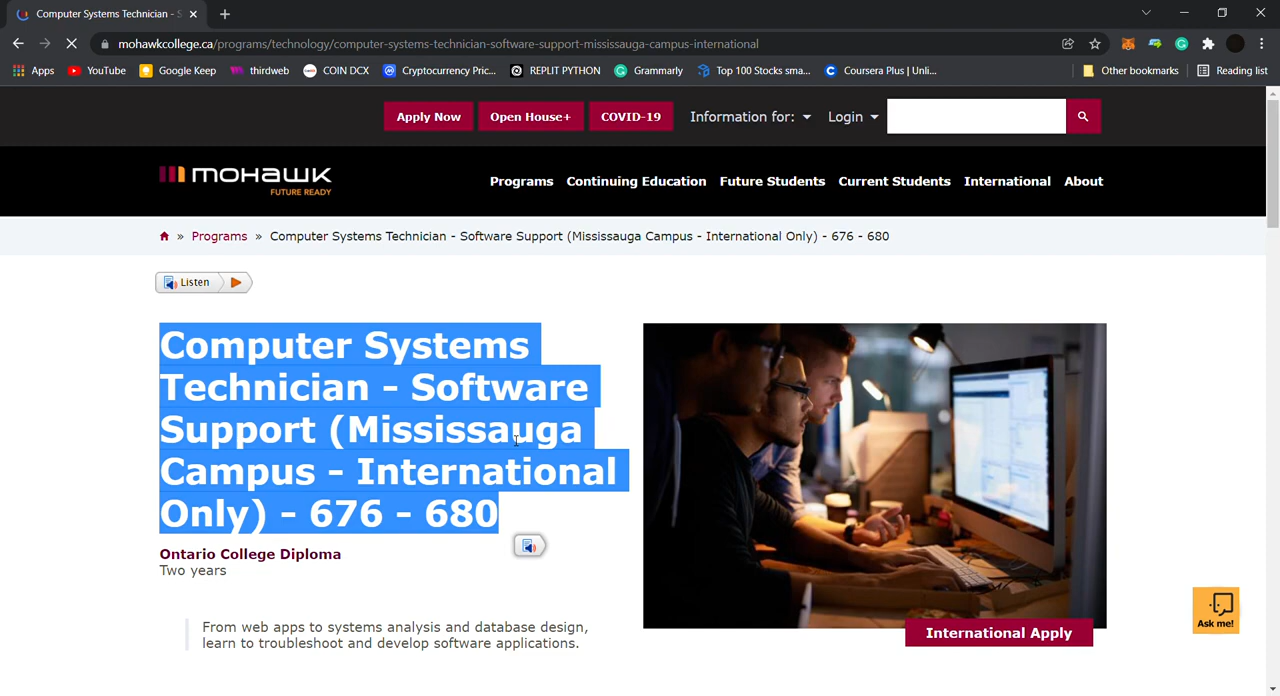 Computer Systems Technician - S
mohawkcollege.ca/programs/technology/computer-systems-technician-software-support-mississauga-campus-international
Apps YouTube Google Keep thirdweb COIN DCX Cryptocurrency Pric... REPLIT PYTHON Grammarly Top 100 Stocks sma... Coursera Plus | Unli... Other bookmarks Reading list
Apply Now Open House+ COVID-19 Information for: Login
mohawk
FUTURE READY
Programs Continuing Education Future Students Current Students International About
» Programs » Computer Systems Technician - Software Support (Mississauga Campus - International Only) - 676 - 680
Listen
Computer Systems
Technician - Software
Support (Mississauga
Campus - International
Only) - 676 - 680
Ontario College Diploma
Two years
From web apps to systems analysis and database design,
learn to troubleshoot and develop software applications.
International Apply
Ask me!